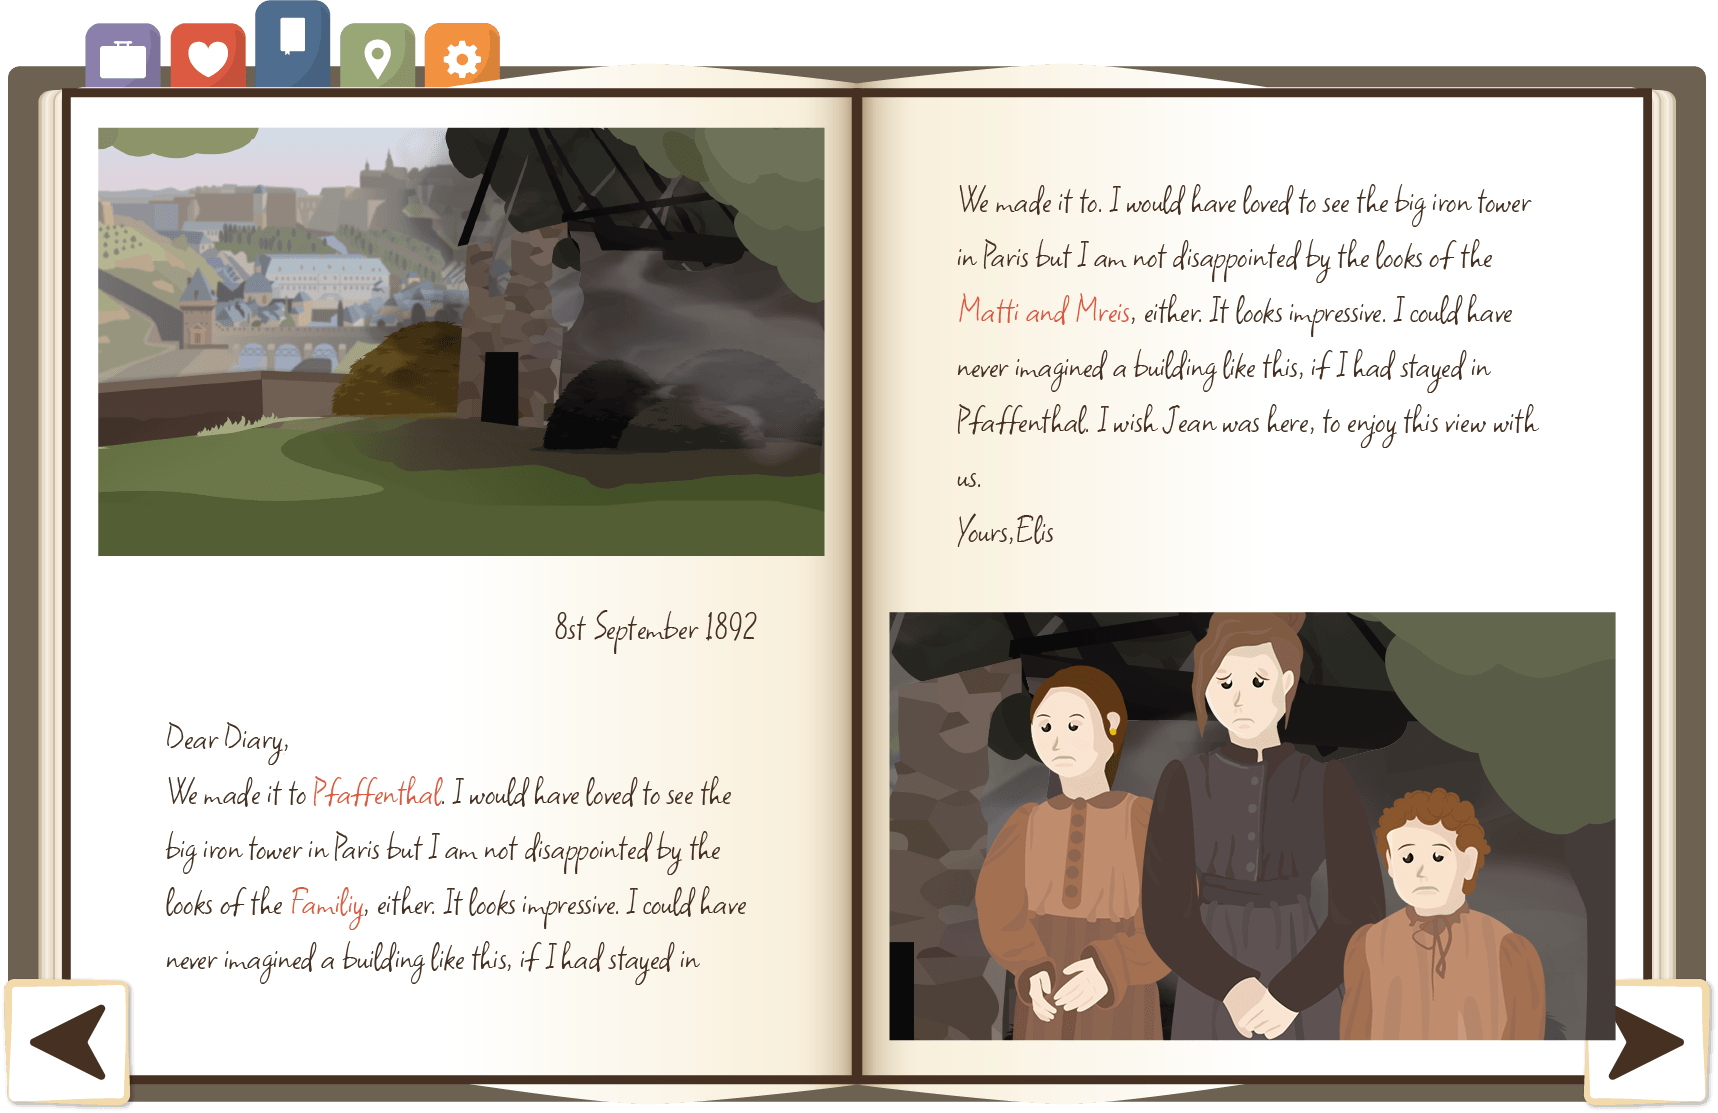 8st September 1892
Dear Diary,
We made it to Pfaffenthal. I would have loved to see the
big iron tower in Paris but I am not disappointed by the
looks of the Familiy, either. It looks impressive. I could have
never imagined a building like this, if I had stayed in
We made it to. I would have loved to see the big iron tower
in Paris but I am not disappointed by the looks of the
Matti and Mreis, either. It looks impressive. I could have
never imagined a building like this, if I had stayed in
Pfaffenthal. I wish Jean was here, to enjoy this view with
us.
Yours,Elis